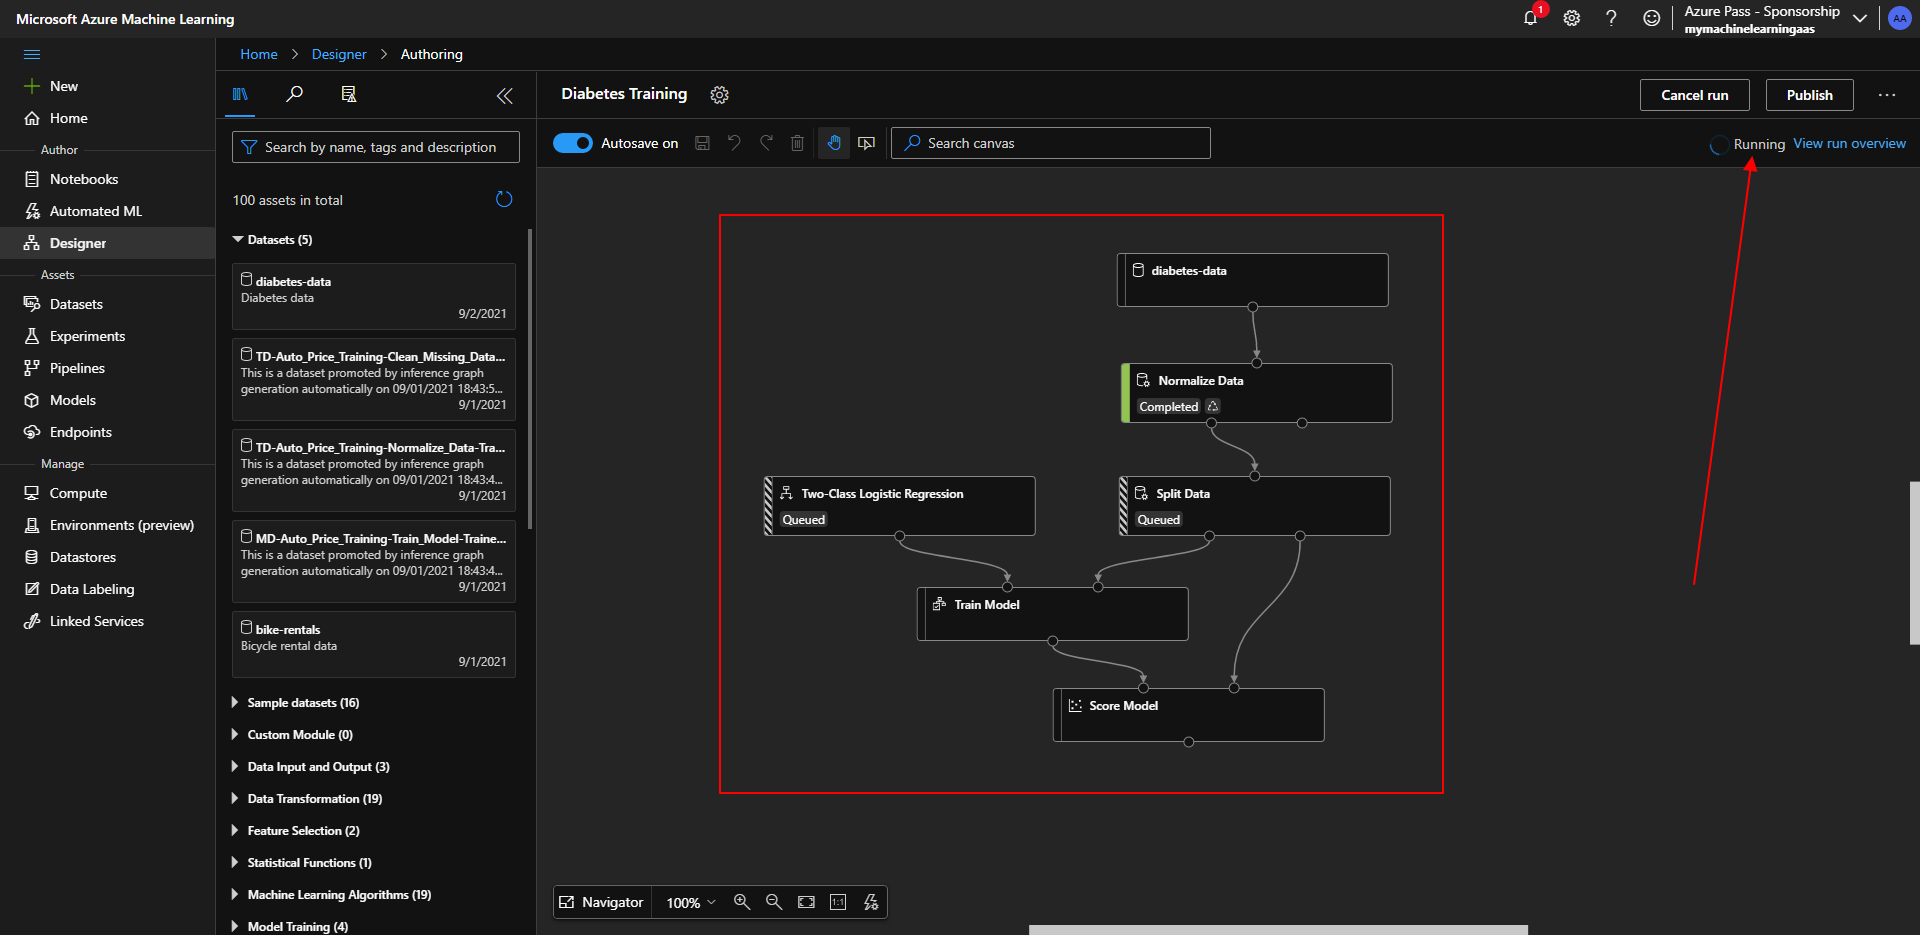 Microsoft Azure Machine Learning
1
Azure Pass - Sponsorship
mymachinelearningaas
AA
New
Home
Author
Notebooks
Automated ML
Designer
Assets
Datasets
Experiments
Pipelines
Models
Endpoints
Manage
Compute
Environments (preview)
Datastores
Data Labeling
Linked Services
Home > Designer > Authoring
Search by name, tags and description
100 assets in total
Datasets (5)
diabetes-data
Diabetes data
9/2/2021
TD-Auto_Price_Training-Clean_Missing_Data...
This is a dataset promoted by inference graph
generation automatically on 09/01/2021 18:43:5...
9/1/2021
TD-Auto_Price_Training-Normalize_Data-Tra...
This is a dataset promoted by inference graph
generation automatically on 09/01/2021 18:43:4...
9/1/2021
MD-Auto_Price_Training-Train_Model-Traine...
This is a dataset promoted by inference graph
generation automatically on 09/01/2021 18:43:4...
9/1/2021
bike-rentals
Bicycle rental data
9/1/2021
Sample datasets (16)
Custom Module (0)
Data Input and Output (3)
Data Transformation (19)
Feature Selection (2)
Statistical Functions (1)
Machine Learning Algorithms (19)
Model Training (4)
Diabetes Training
Cancel run
Publish
...
Autosave on
Search canvas
Running View run overview
diabetes-data
Normalize Data
Completed
Two-Class Logistic Regression
Queued
Split Data
Queued
Train Model
Score Model
Navigator
100%
1:1